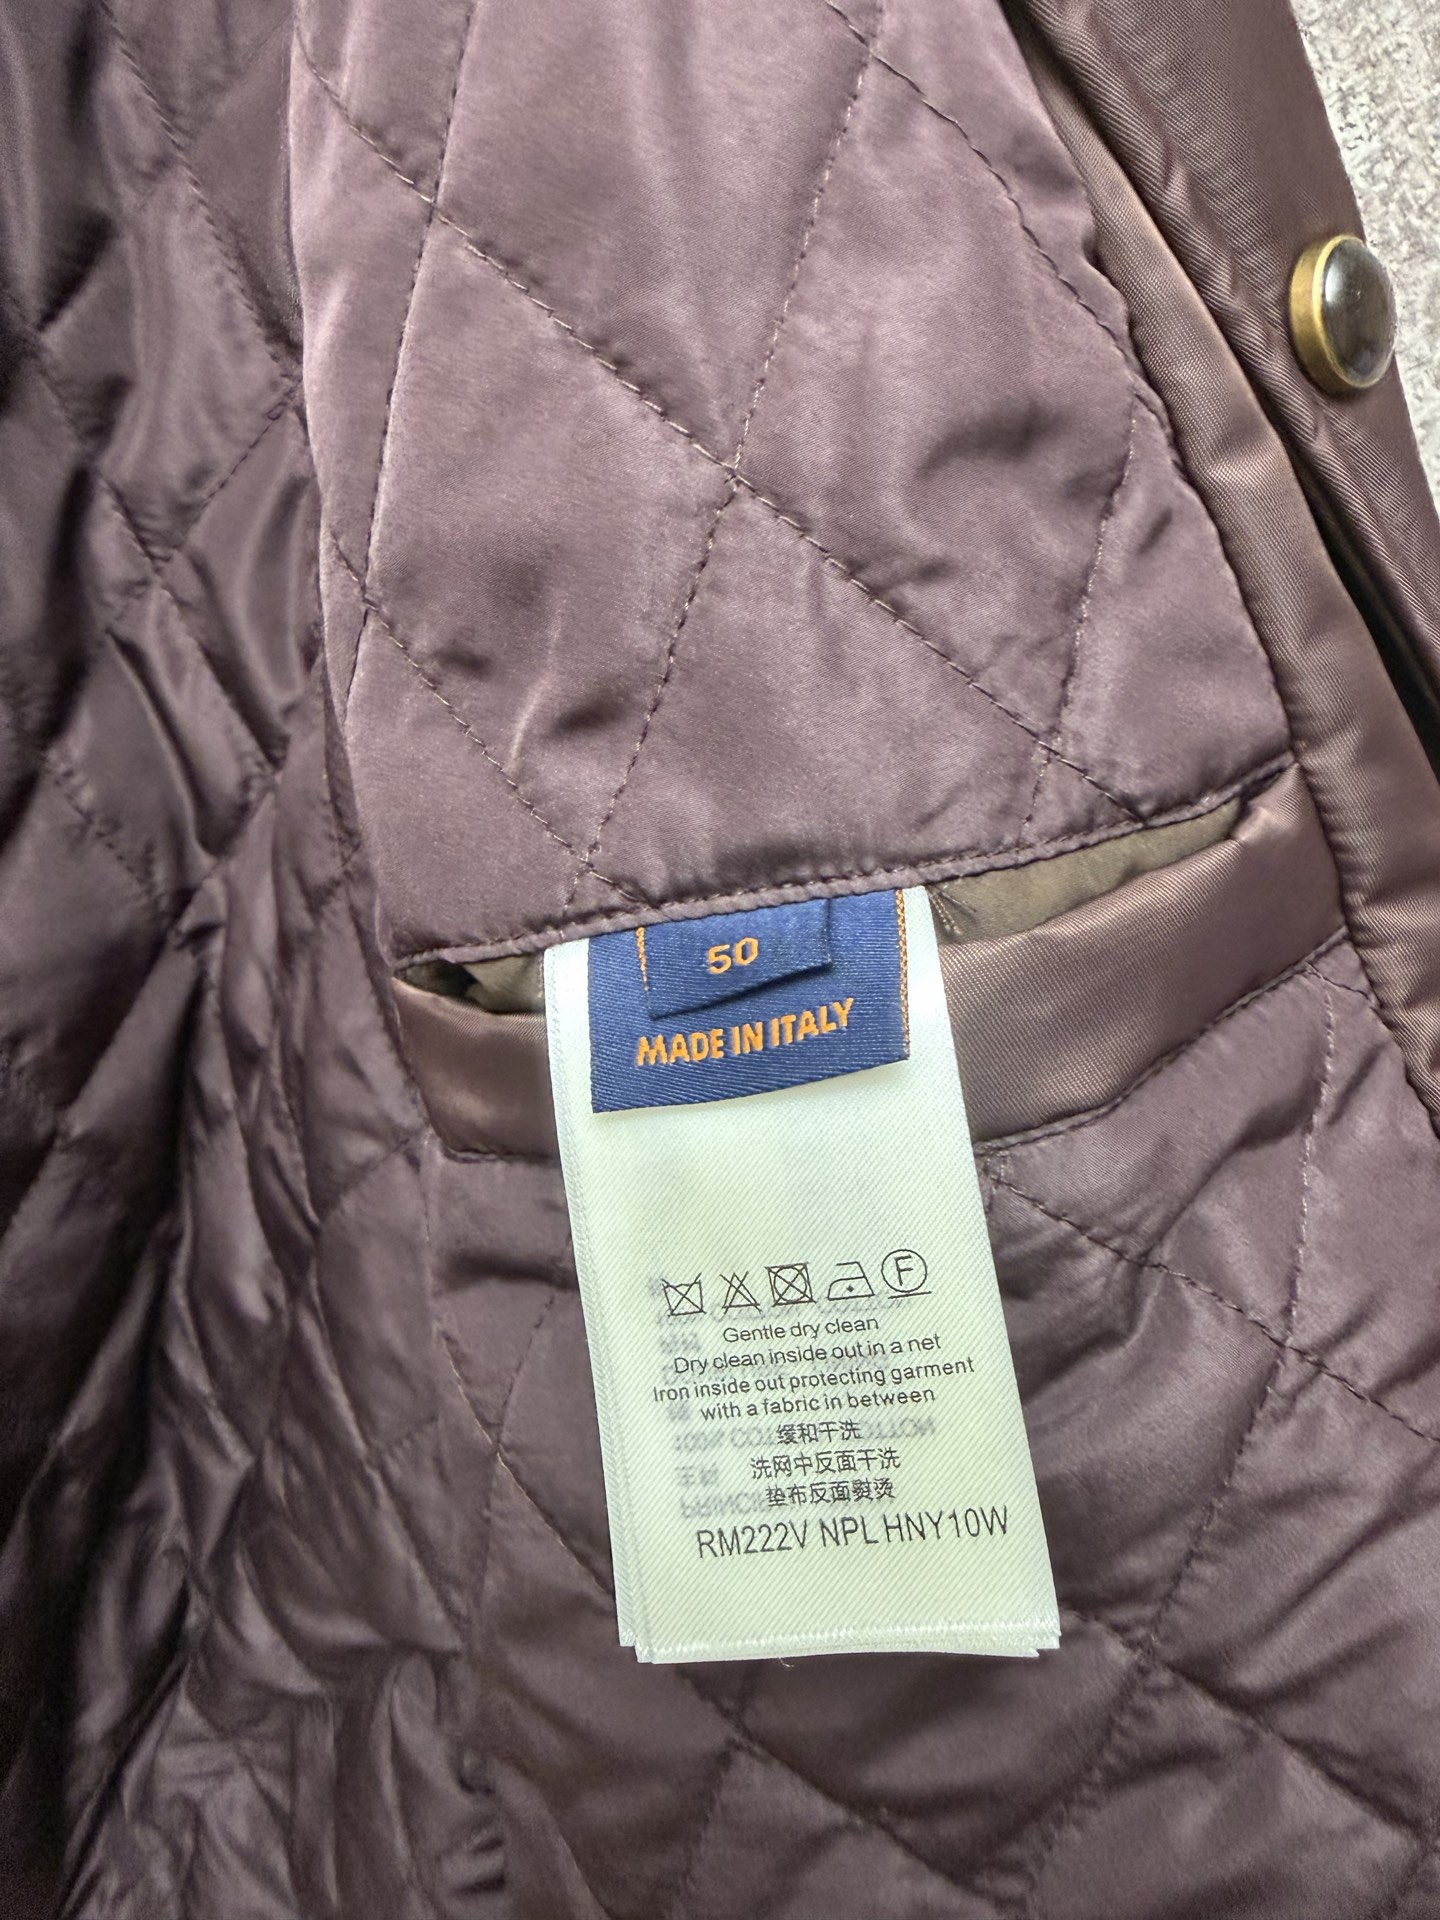 50
MADE IN ITALY
F
Gentle dry clean
Dry clean inside out in a net
Iron inside out protecting garment
with a fabric in between
缓和干洗
洗网中反面干洗
垫布反面熨烫
RM222V NPL HNY10W